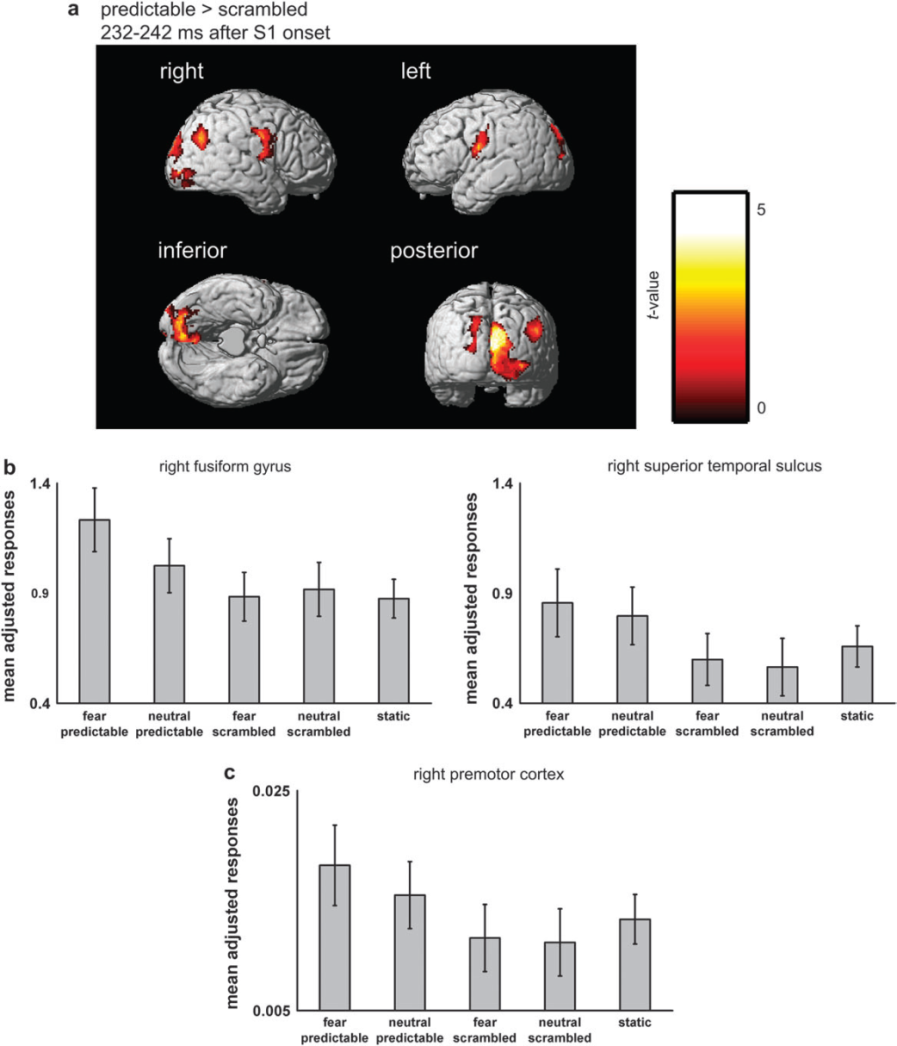 a predictable > scrambled
232-242 ms after S1 onset
right left
inferior posterior
5
t-value
0
b right fusiform gyrus
1.4
0.9
0.4
mean adjusted responses
fear neutral fear neutral static
predictable predictable scrambled scrambled
right superior temporal sulcus
1.4
0.9
0.4
mean adjusted responses
fear neutral fear neutral static
predictable predictable scrambled scrambled
c right premotor cortex
0.025
0.005
mean adjusted responses
fear neutral fear neutral static
predictable predictable scrambled scrambled